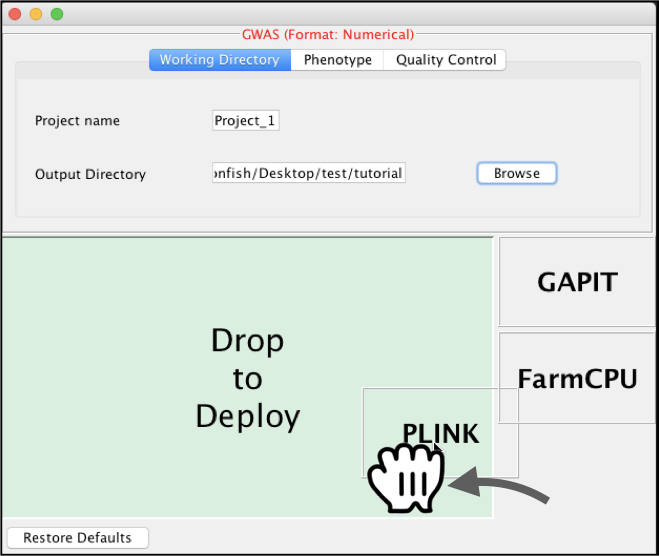 GWAS (Format: Numerical)
Working Directory Phenotype Quality Control
Project name Project_1
Output Directory onfish/Desktop/test/tutorial Browse
GAPIT
Drop
to
Deploy
FarmCPU
PLINK
Restore Defaults